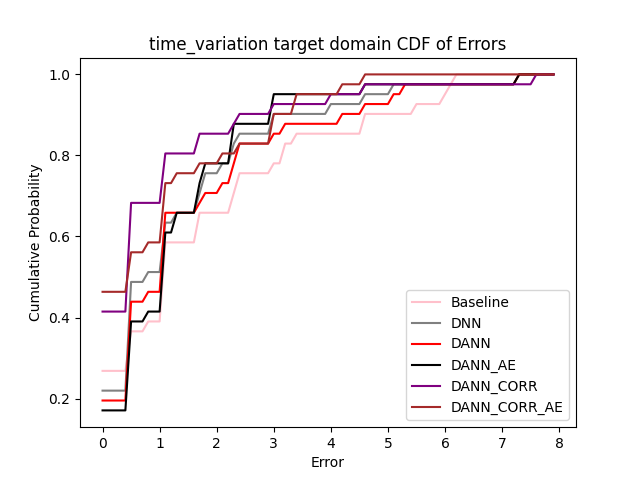 time_variation target domain CDF of Errors
1.0
0.8
0.6
0.4
0.2
Cumulative Probability
Baseline
DNN
DANN
DANN_AE
DANN_CORR
DANN_CORR_AE
0 1 2 3 4 5 6 7 8
Error